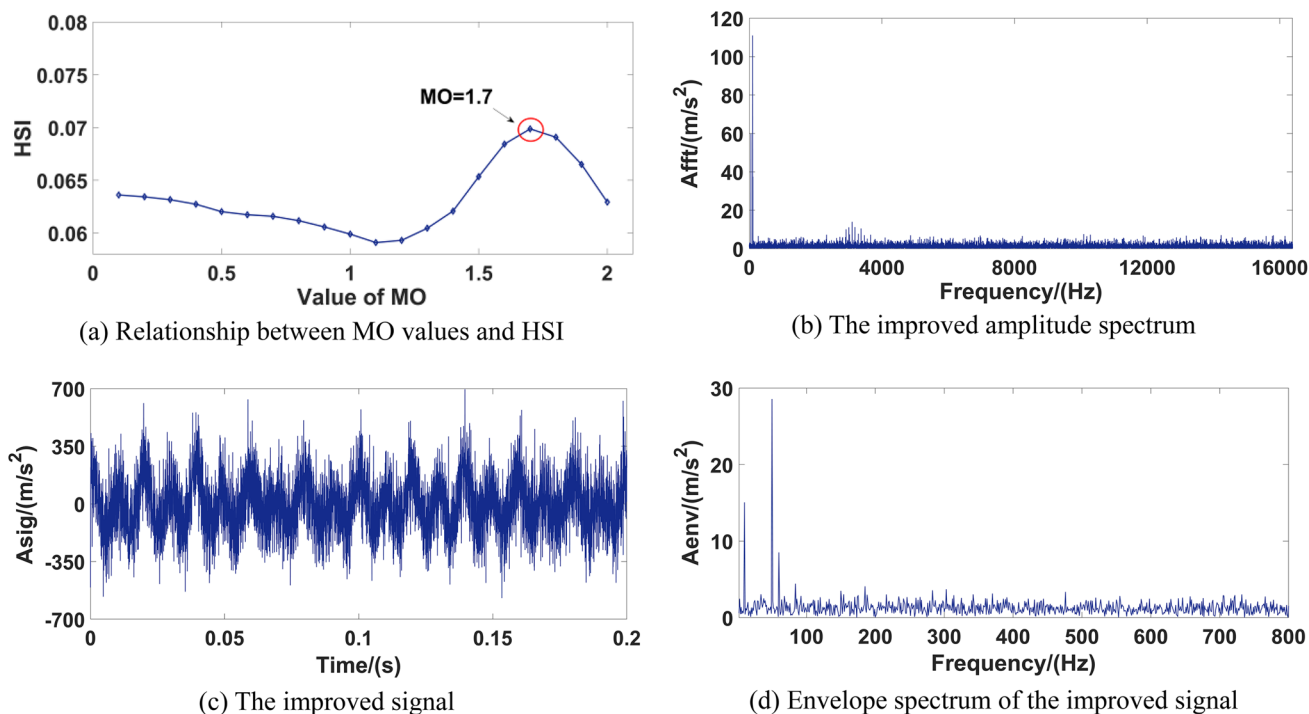 0.08
0.075
0.07
0.065
0.06
HSI
MO=1.7
0 0.5 1 1.5 2
Value of MO
(a) Relationship between MO values and HSI
120
100
80
60
40
20
0
Afft/(m/s²)
0 4000 8000 12000 16000
Frequency/(Hz)
(b) The improved amplitude spectrum
700
350
0
-350
-700
Asig/(m/s²)
0 0.05 0.1 0.15 0.2
Time/(s)
(c) The improved signal
30
20
10
0
Aenv/(m/s²)
100 200 300 400 500 600 700 800
Frequency/(Hz)
(d) Envelope spectrum of the improved signal